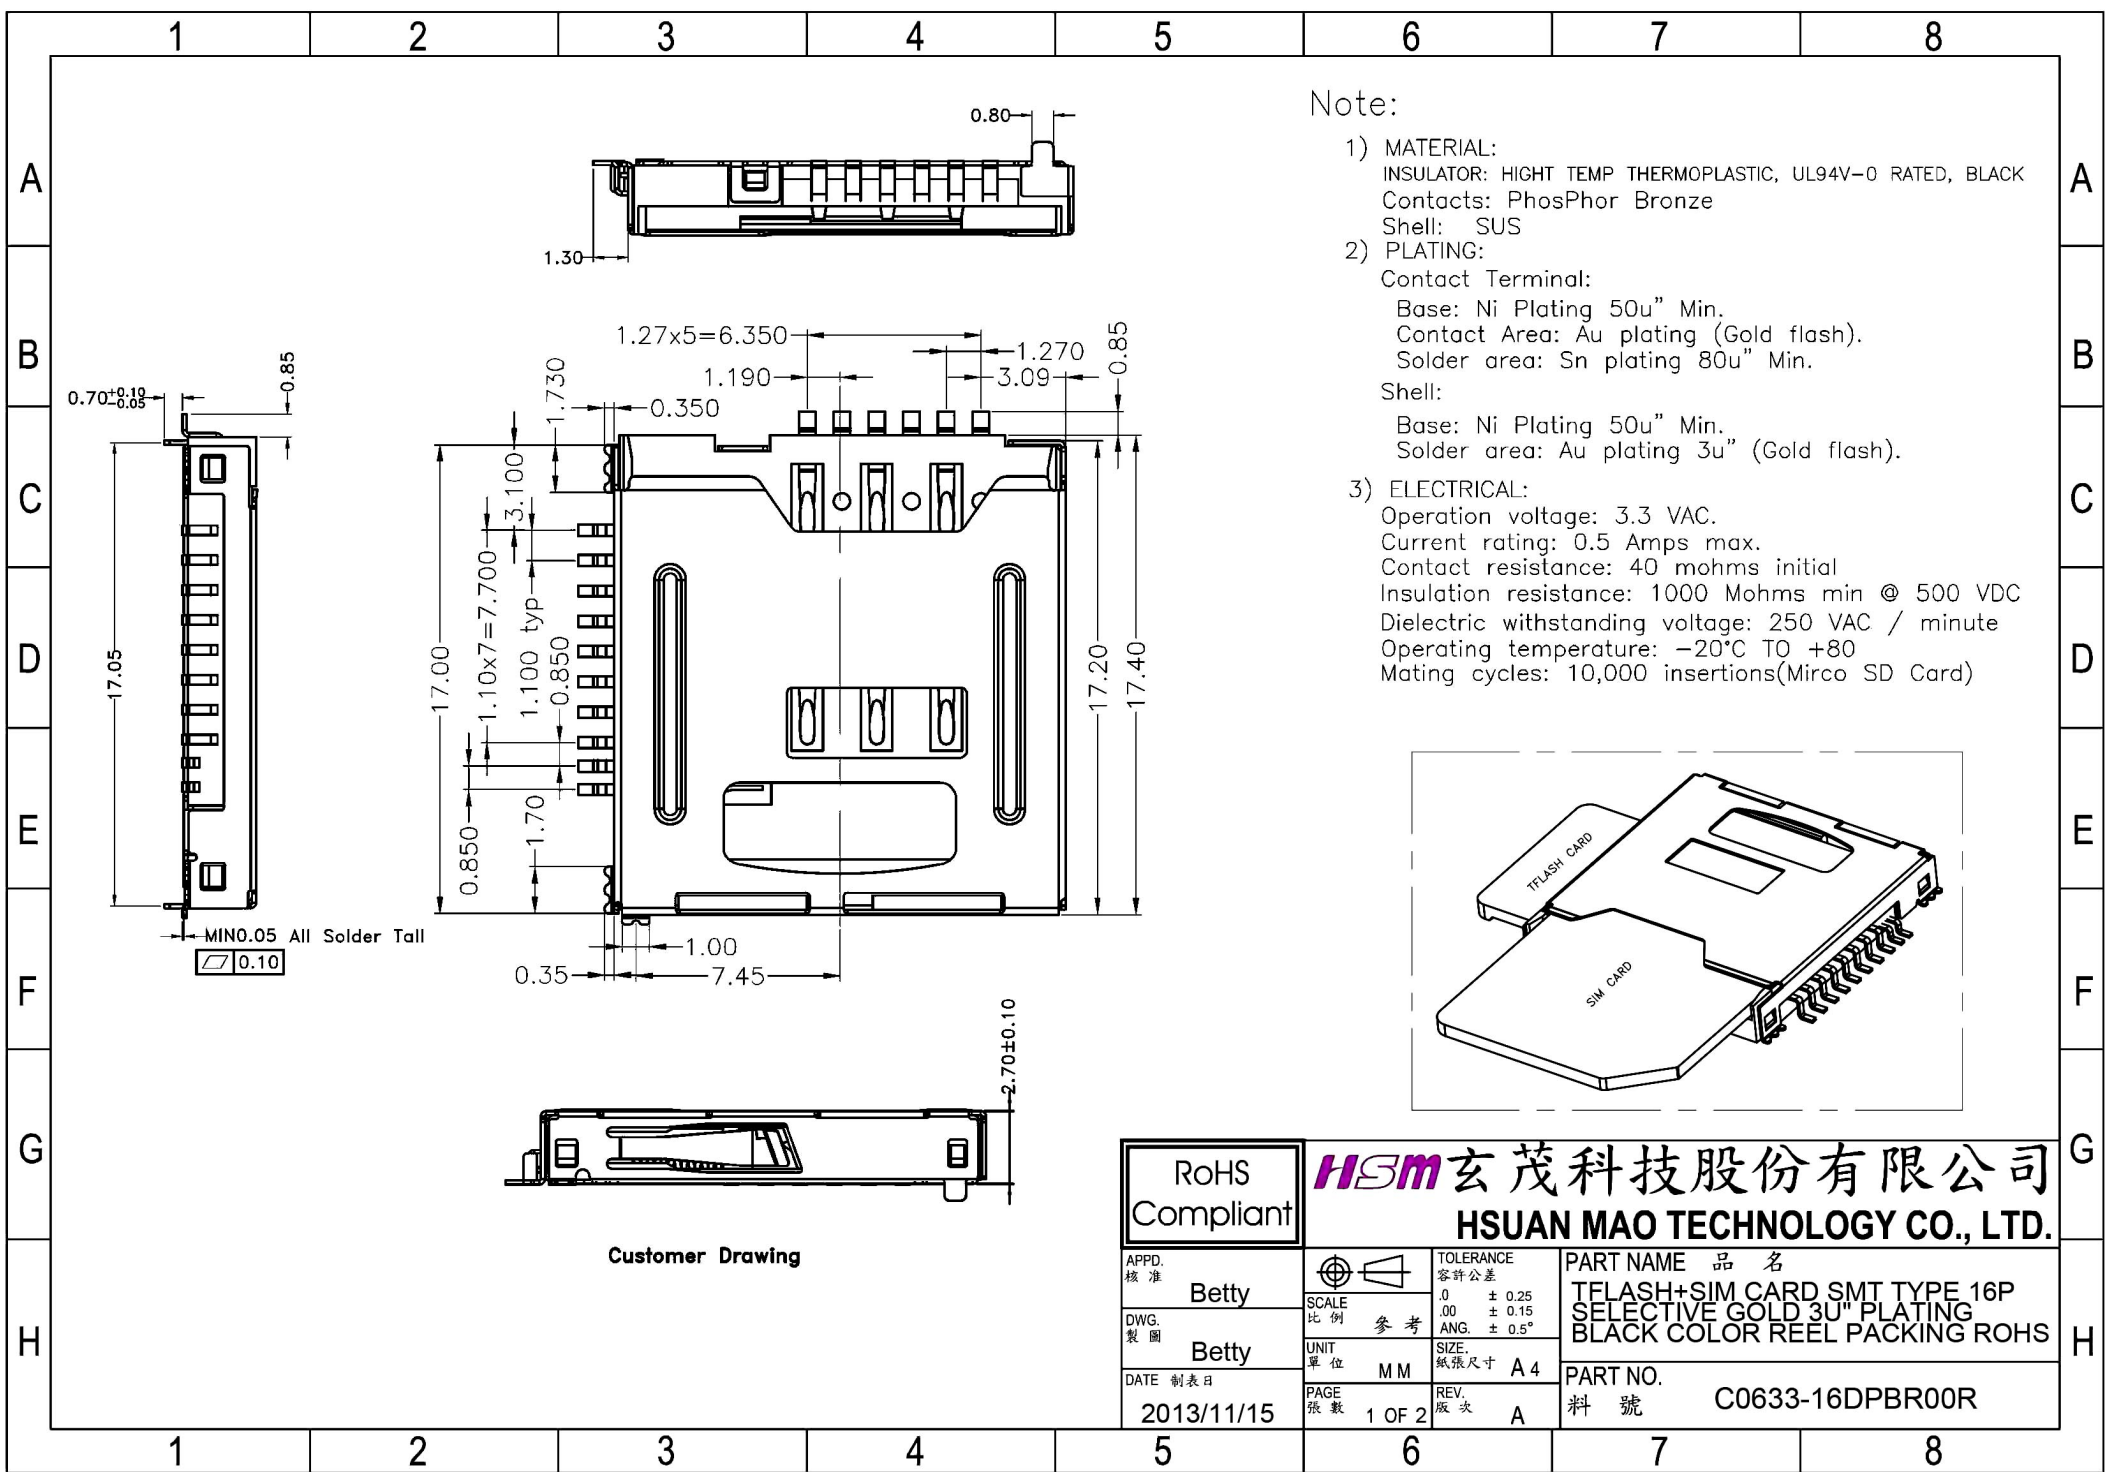 1 2 3 4 5 6 7 8
A
B
C
D
E
F
G
H
A
B
C
D
E
F
G
H
0.80
1.30
1.27x5=6.350
1.270
1.190
3.09
0.85
0.350
1.730
3.100
17.00
1.10x7=7.700
1.100 typ
0.850
0.850
1.70
17.20
17.40
1.00
0.35
7.45
0.70+0.10-0.05
0.85
17.05
MIN0.05 All Solder Tall
0.10
2.70±0.10
Customer Drawing
Note:
1) MATERIAL:
INSULATOR: HIGHT TEMP THERMOPLASTIC, UL94V-0 RATED, BLACK
Contacts: PhosPhor Bronze
Shell: SUS
2) PLATING:
Contact Terminal:
Base: Ni Plating 50u" Min.
Contact Area: Au plating (Gold flash).
Solder area: Sn plating 80u" Min.
Shell:
Base: Ni Plating 50u" Min.
Solder area: Au plating 3u" (Gold flash).
3) ELECTRICAL:
Operation voltage: 3.3 VAC.
Current rating: 0.5 Amps max.
Contact resistance: 40 mohms initial
Insulation resistance: 1000 Mohms min @ 500 VDC
Dielectric withstanding voltage: 250 VAC / minute
Operating temperature: -20°C TO +80
Mating cycles: 10,000 insertions(Mirco SD Card)
TFLASH CARD
SIM CARD
RoHS
Compliant
HSM 玄茂科技股份有限公司
HSUAN MAO TECHNOLOGY CO., LTD.
APPD.
核 准
Betty
DWG.
製 圖
Betty
DATE 制表日
2013/11/15
SCALE
比 例 參 考
UNIT
單 位 MM
PAGE
張 數 1 OF 2
TOLERANCE
容許公差
.0 ± 0.25
.00 ± 0.15
ANG. ± 0.5°
SIZE.
紙張尺寸 A4
REV.
版 次 A
PART NAME 品 名
TFLASH+SIM CARD SMT TYPE 16P
SELECTIVE GOLD 3U" PLATING
BLACK COLOR REEL PACKING ROHS
PART NO.
料 號 C0633-16DPBR00R
1 2 3 4 5 6 7 8